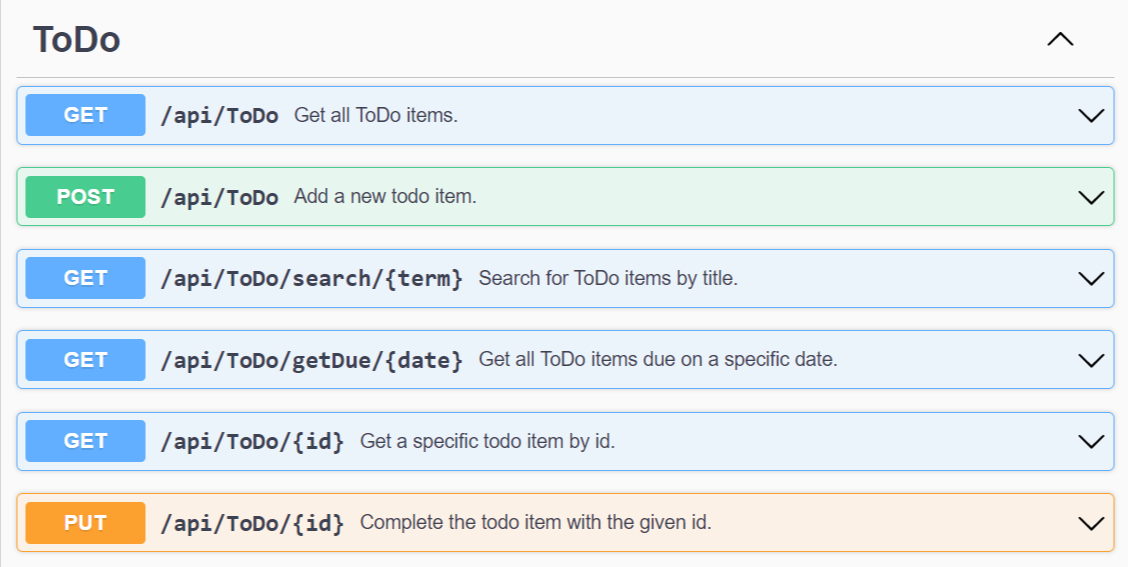 ToDo
GET /api/ToDo Get all ToDo items.
POST /api/ToDo Add a new todo item.
GET /api/ToDo/search/{term} Search for ToDo items by title.
GET /api/ToDo/getDue/{date} Get all ToDo items due on a specific date.
GET /api/ToDo/{id} Get a specific todo item by id.
PUT /api/ToDo/{id} Complete the todo item with the given id.